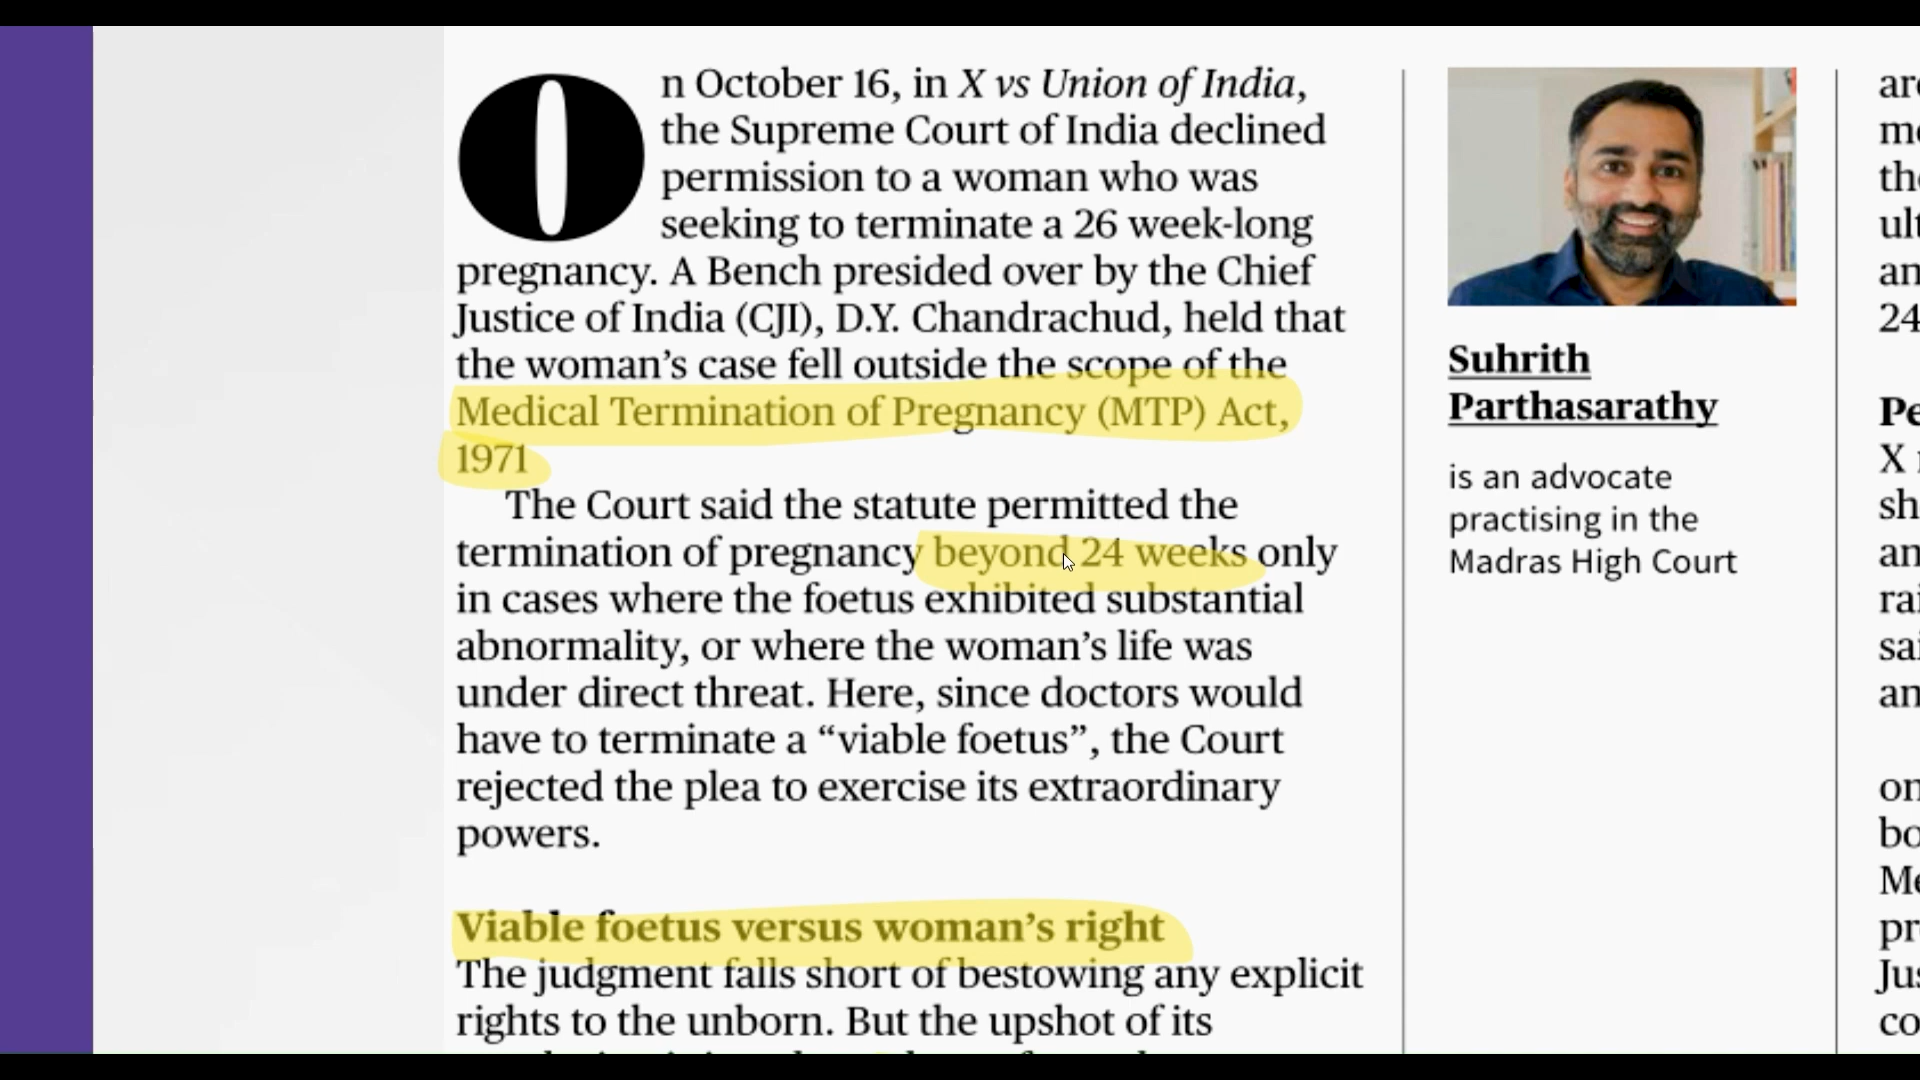 On October 16, in X vs Union of India,
the Supreme Court of India declined
permission to a woman who was
seeking to terminate a 26 week-long
pregnancy. A Bench presided over by the Chief
Justice of India (CJI), D.Y. Chandrachud, held that
the woman’s case fell outside the scope of the
Medical Termination of Pregnancy (MTP) Act,
1971
The Court said the statute permitted the
termination of pregnancy beyond 24 weeks only
in cases where the foetus exhibited substantial
abnormality, or where the woman’s life was
under direct threat. Here, since doctors would
have to terminate a “viable foetus”, the Court
rejected the plea to exercise its extraordinary
powers.
Viable foetus versus woman’s right
The judgment falls short of bestowing any explicit
rights to the unborn. But the upshot of its
Suhrith
Parthasarathy
is an advocate
practising in the
Madras High Court
24
X